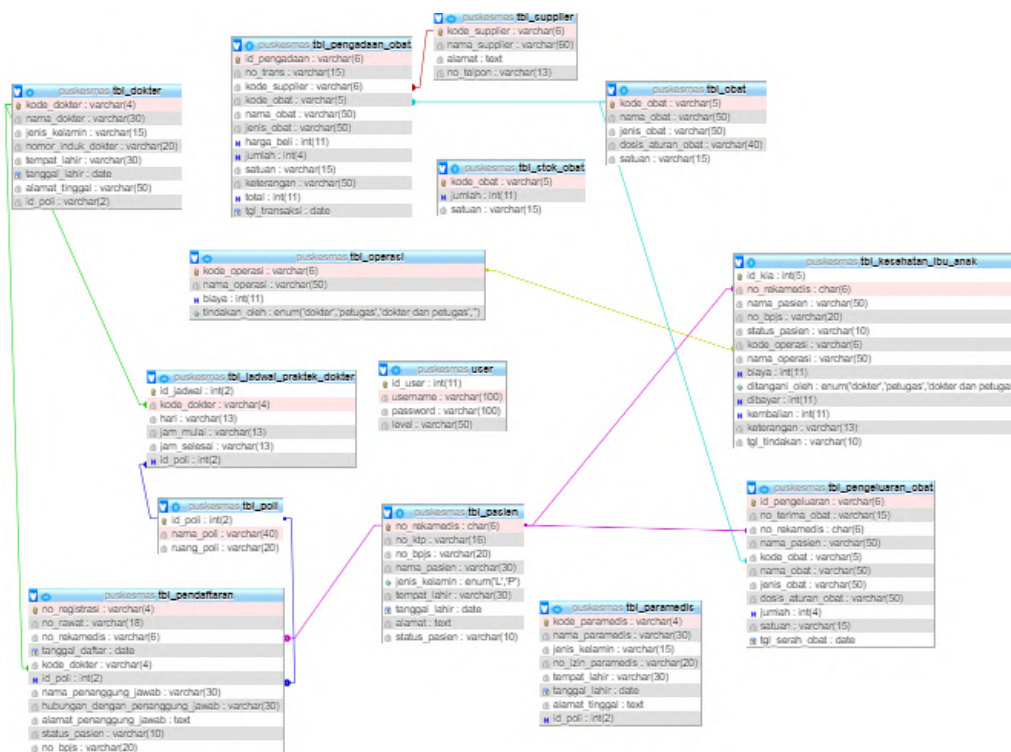 puskesmas tbl_supplier
kode_supplier : varchar(6)
nama_supplier : varchar(60)
alamat : text
no_telpon : varchar(13)
puskesmas tbl_pengadaan_obat
id_pengadaan : varchar(6)
no_trans : varchar(15)
kode_supplier : varchar(6)
kode_obat : varchar(5)
nama_obat : varchar(50)
jenis_obat : varchar(50)
harga_beli : int(11)
jumlah : int(4)
satuan : varchar(15)
keterangan : varchar(50)
total : int(11)
tgl_transaksi : date
puskesmas tbl_dokter
kode_dokter : varchar(4)
nama_dokter : varchar(30)
jenis_kelamin : varchar(15)
nomor_induk_dokter : varchar(20)
tempat_lahir : varchar(30)
tanggal_lahir : date
alamat_tinggal : varchar(50)
id_poli : varchar(2)
puskesmas tbl_obat
kode_obat : varchar(5)
nama_obat : varchar(50)
jenis_obat : varchar(50)
dosis_aturan_obat : varchar(40)
satuan : varchar(15)
puskesmas tbl_stok_obat
kode_obat : varchar(5)
jumlah : int(11)
satuan : varchar(15)
puskesmas tbl_operasi
kode_operasi : varchar(6)
nama_operasi : varchar(50)
biaya : int(11)
tindakan_oleh : enum('dokter','petugas','dokter dan petugas','')
puskesmas tbl_kesehatan_ibu_anak
id_kia : int(5)
no_rekamedis : char(6)
nama_pasien : varchar(50)
no_bpjs : varchar(20)
status_pasien : varchar(10)
kode_operasi : varchar(6)
nama_operasi : varchar(50)
biaya : int(11)
ditangani_oleh : enum('dokter','petugas','dokter dan petugas
dibayar : int(11)
kembalian : int(11)
keterangan : varchar(13)
tgl_tindakan : varchar(10)
puskesmas tbl_jadwal_praktek_dokter
id_jadwal : int(2)
kode_dokter : varchar(4)
hari : varchar(13)
jam_mulai : varchar(13)
jam_selesai : varchar(13)
id_poli : int(2)
puskesmas user
id_user : int(11)
username : varchar(100)
password : varchar(100)
level : varchar(50)
puskesmas tbl_poli
id_poli : int(2)
nama_poli : varchar(40)
ruang_poli : varchar(20)
puskesmas tbl_pasien
no_rekamedis : char(6)
no_ktp : varchar(16)
no_bpjs : varchar(20)
nama_pasien : varchar(30)
jenis_kelamin : enum('L','P')
tempat_lahir : varchar(30)
tanggal_lahir : date
alamat : text
status_pasien : varchar(10)
puskesmas tbl_pengeluaran_obat
id_pengeluaran : varchar(6)
no_terima_obat : varchar(15)
no_rekamedis : char(6)
nama_pasien : varchar(50)
kode_obat : varchar(5)
nama_obat : varchar(50)
jenis_obat : varchar(50)
dosis_aturan_obat : varchar(50)
jumlah : int(4)
satuan : varchar(15)
tgl_serah_obat : date
puskesmas tbl_pendaftaran
no_registrasi : varchar(4)
no_rawat : varchar(18)
no_rekamedis : varchar(6)
tanggal_daftar : date
kode_dokter : varchar(4)
id_poli : int(2)
nama_penanggung_jawab : varchar(30)
hubungan_dengan_penanggung_jawab : varchar(30)
alamat_penanggung_jawab : text
status_pasien : varchar(10)
no_bpjs : varchar(20)
puskesmas tbl_paramedis
kode_paramedis : varchar(4)
nama_paramedis : varchar(30)
jenis_kelamin : varchar(15)
no_izin_paramedis : varchar(20)
tempat_lahir : varchar(30)
tanggal_lahir : date
alamat_tinggal : text
id_poli : int(2)